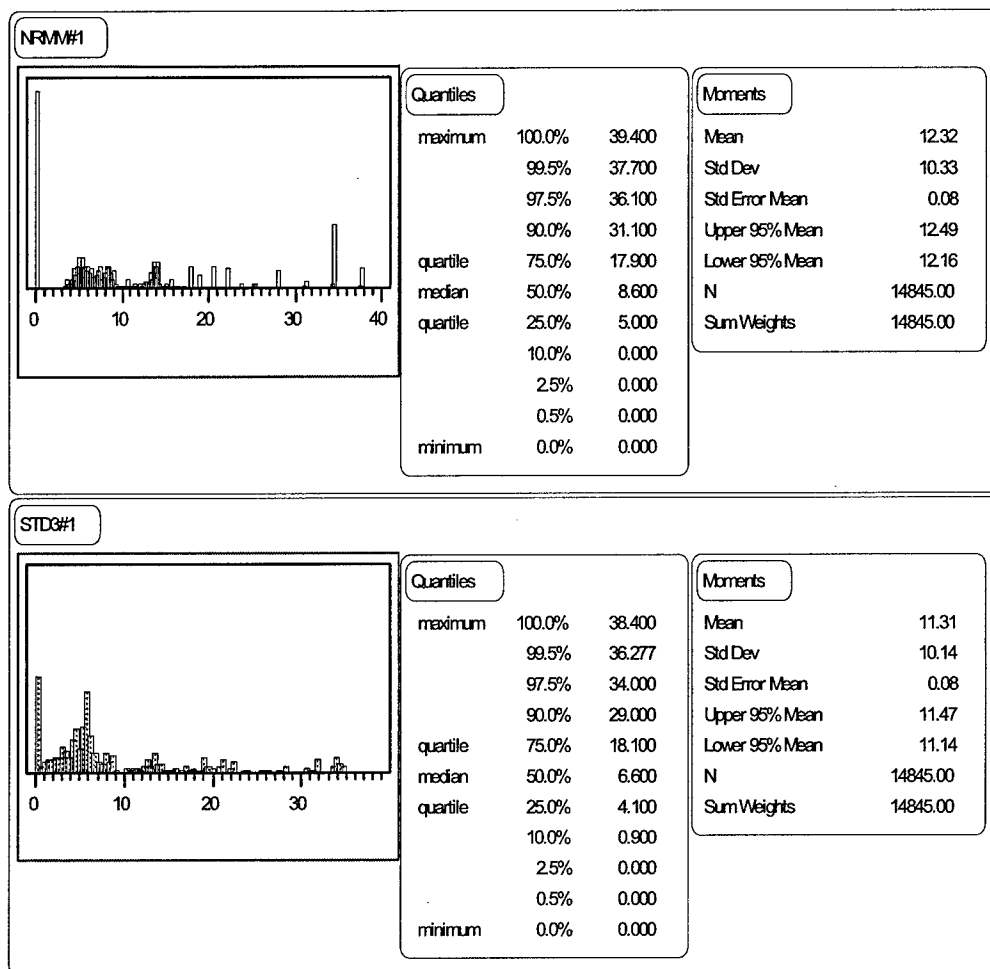 NRMM#1
0 10 20 30 40
Quantiles
maximum 100.0% 39.400
99.5% 37.700
97.5% 36.100
90.0% 31.100
quartile 75.0% 17.900
median 50.0% 8.600
quartile 25.0% 5.000
10.0% 0.000
2.5% 0.000
0.5% 0.000
minimum 0.0% 0.000
Moments
Mean 12.32
Std Dev 10.33
Std Error Mean 0.08
Upper 95% Mean 12.49
Lower 95% Mean 12.16
N 14845.00
Sum Weights 14845.00
STD3#1
0 10 20 30
Quantiles
maximum 100.0% 38.400
99.5% 36.277
97.5% 34.000
90.0% 29.000
quartile 75.0% 18.100
median 50.0% 6.600
quartile 25.0% 4.100
10.0% 0.900
2.5% 0.000
0.5% 0.000
minimum 0.0% 0.000
Moments
Mean 11.31
Std Dev 10.14
Std Error Mean 0.08
Upper 95% Mean 11.47
Lower 95% Mean 11.14
N 14845.00
Sum Weights 14845.00